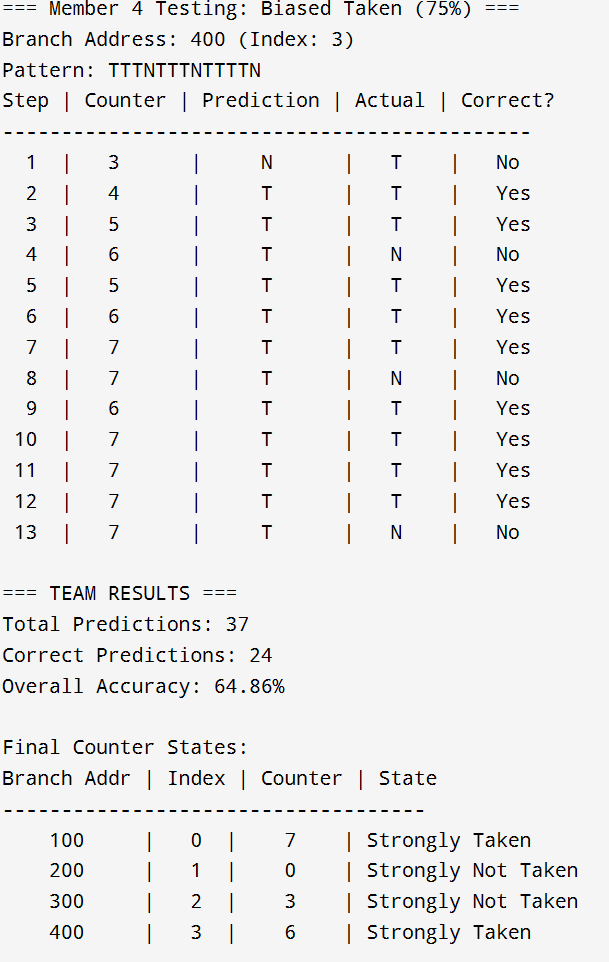 === Member 4 Testing: Biased Taken (75%) ===
Branch Address: 400 (Index: 3)
Pattern: TTTNTTTNTTTTN
Step | Counter | Prediction | Actual | Correct?
---------------------------------------------
1 | 3 | N | T | No
2 | 4 | T | T | Yes
3 | 5 | T | T | Yes
4 | 6 | T | N | No
5 | 5 | T | T | Yes
6 | 6 | T | T | Yes
7 | 7 | T | T | Yes
8 | 7 | T | N | No
9 | 6 | T | T | Yes
10 | 7 | T | T | Yes
11 | 7 | T | T | Yes
12 | 7 | T | T | Yes
13 | 7 | T | N | No
=== TEAM RESULTS ===
Total Predictions: 37
Correct Predictions: 24
Overall Accuracy: 64.86%
Final Counter States:
Branch Addr | Index | Counter | State
------------------------------------
100 | 0 | 7 | Strongly Taken
200 | 1 | 0 | Strongly Not Taken
300 | 2 | 3 | Strongly Not Taken
400 | 3 | 6 | Strongly Taken